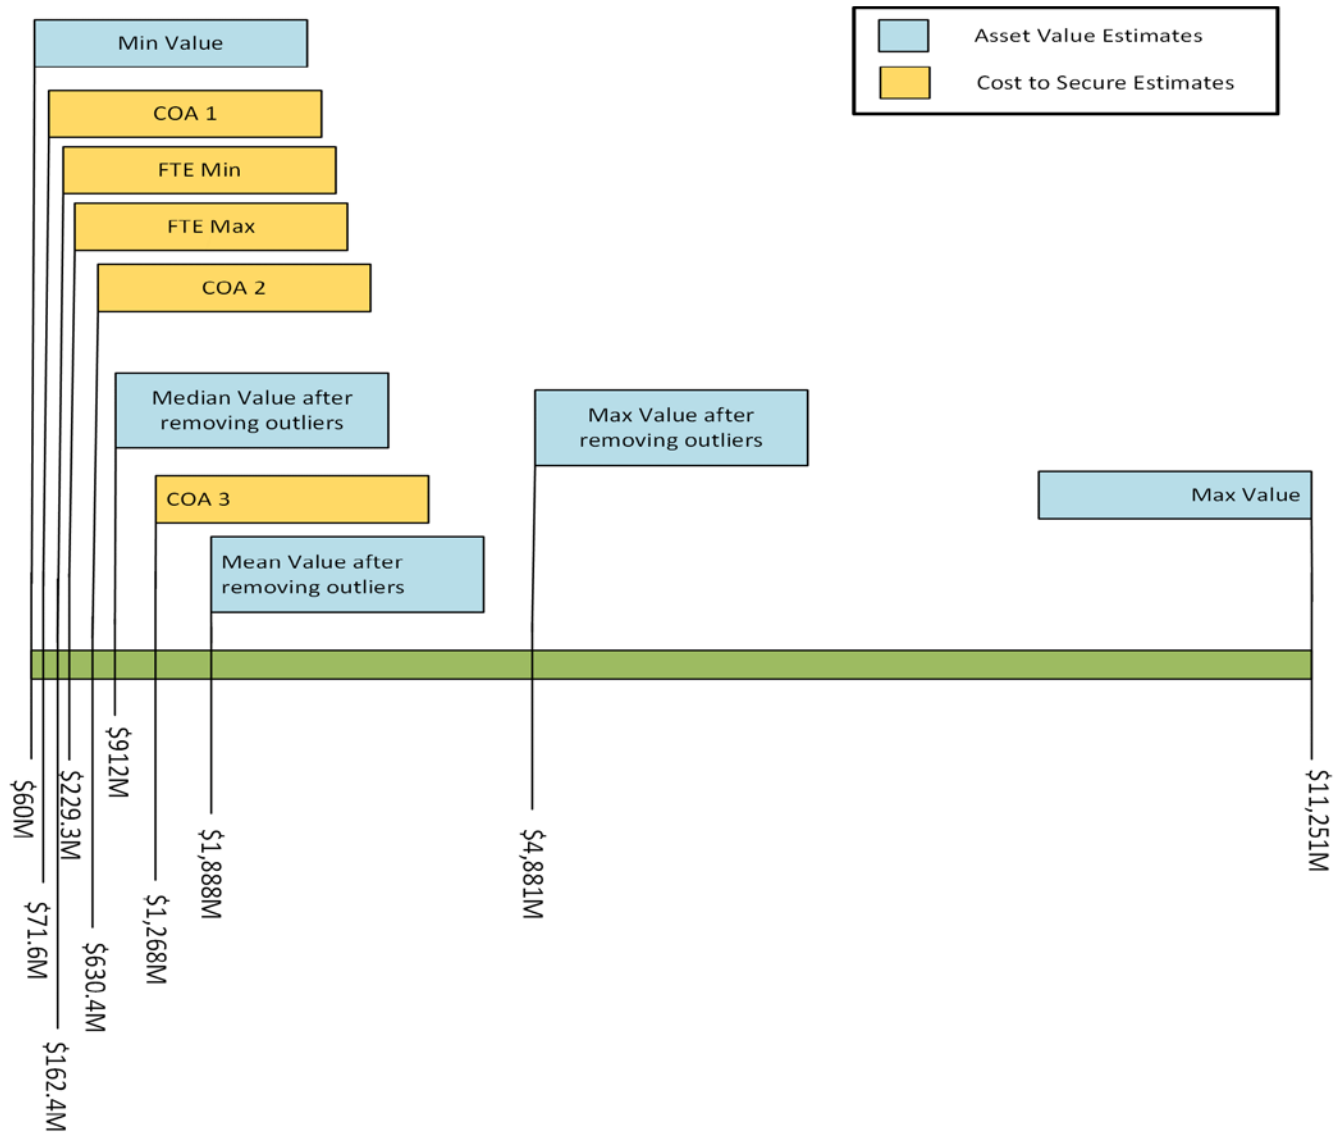 Min Value
Asset Value Estimates
Cost to Secure Estimates
COA 1
FTE Min
FTE Max
COA 2
Median Value after
removing outliers
Max Value after
removing outliers
Max Value
COA 3
Mean Value after
removing outliers
$60M
$71.6M
$162.4M
$229.3M
$630.4M
$912M
$1,268M
$1,888M
$4,881M
$11,251M